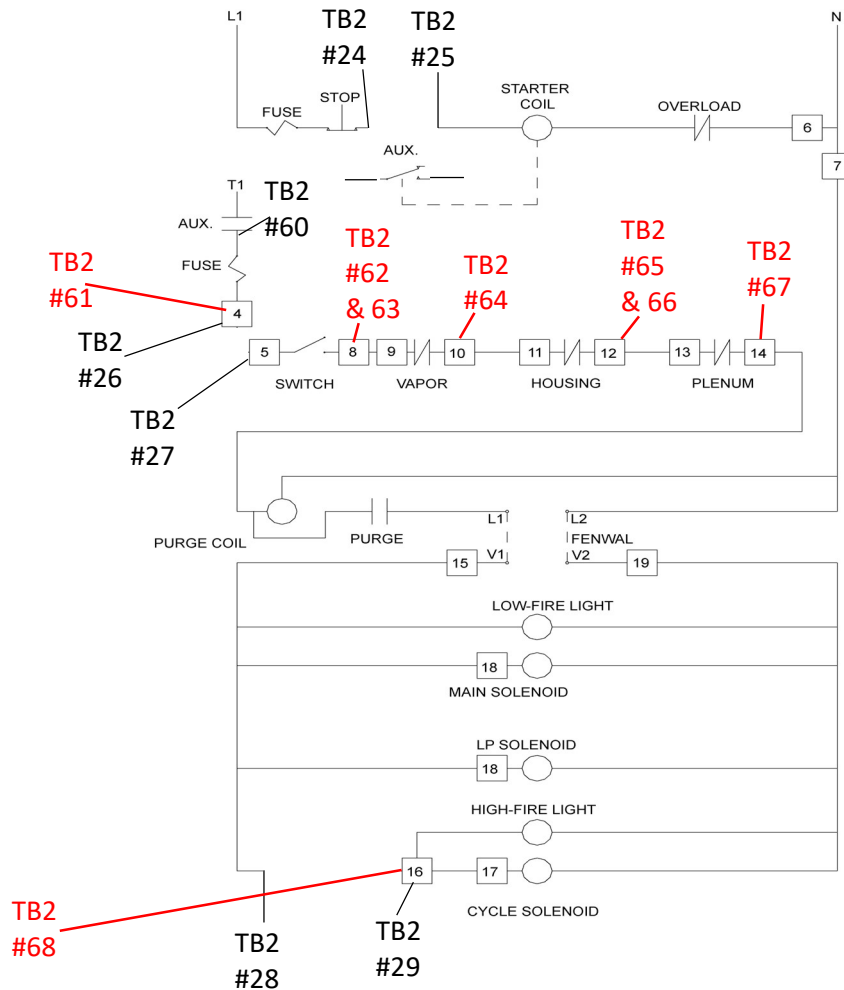 L1
TB2
#24
TB2
#25
N
STOP
FUSE
STARTER
COIL
OVERLOAD
6
7
AUX.
T1
TB2
#60
AUX.
FUSE
TB2
#61
4
TB2
#26
TB2
#62
& 63
TB2
#64
TB2
#65
& 66
TB2
#67
5
8
9
10
11
12
13
14
SWITCH
VAPOR
HOUSING
PLENUM
TB2
#27
PURGE COIL
PURGE
L1
L2
FENWAL
V1
V2
15
19
LOW-FIRE LIGHT
18
MAIN SOLENOID
LP SOLENOID
18
HIGH-FIRE LIGHT
16
17
CYCLE SOLENOID
TB2
#68
TB2
#28
TB2
#29